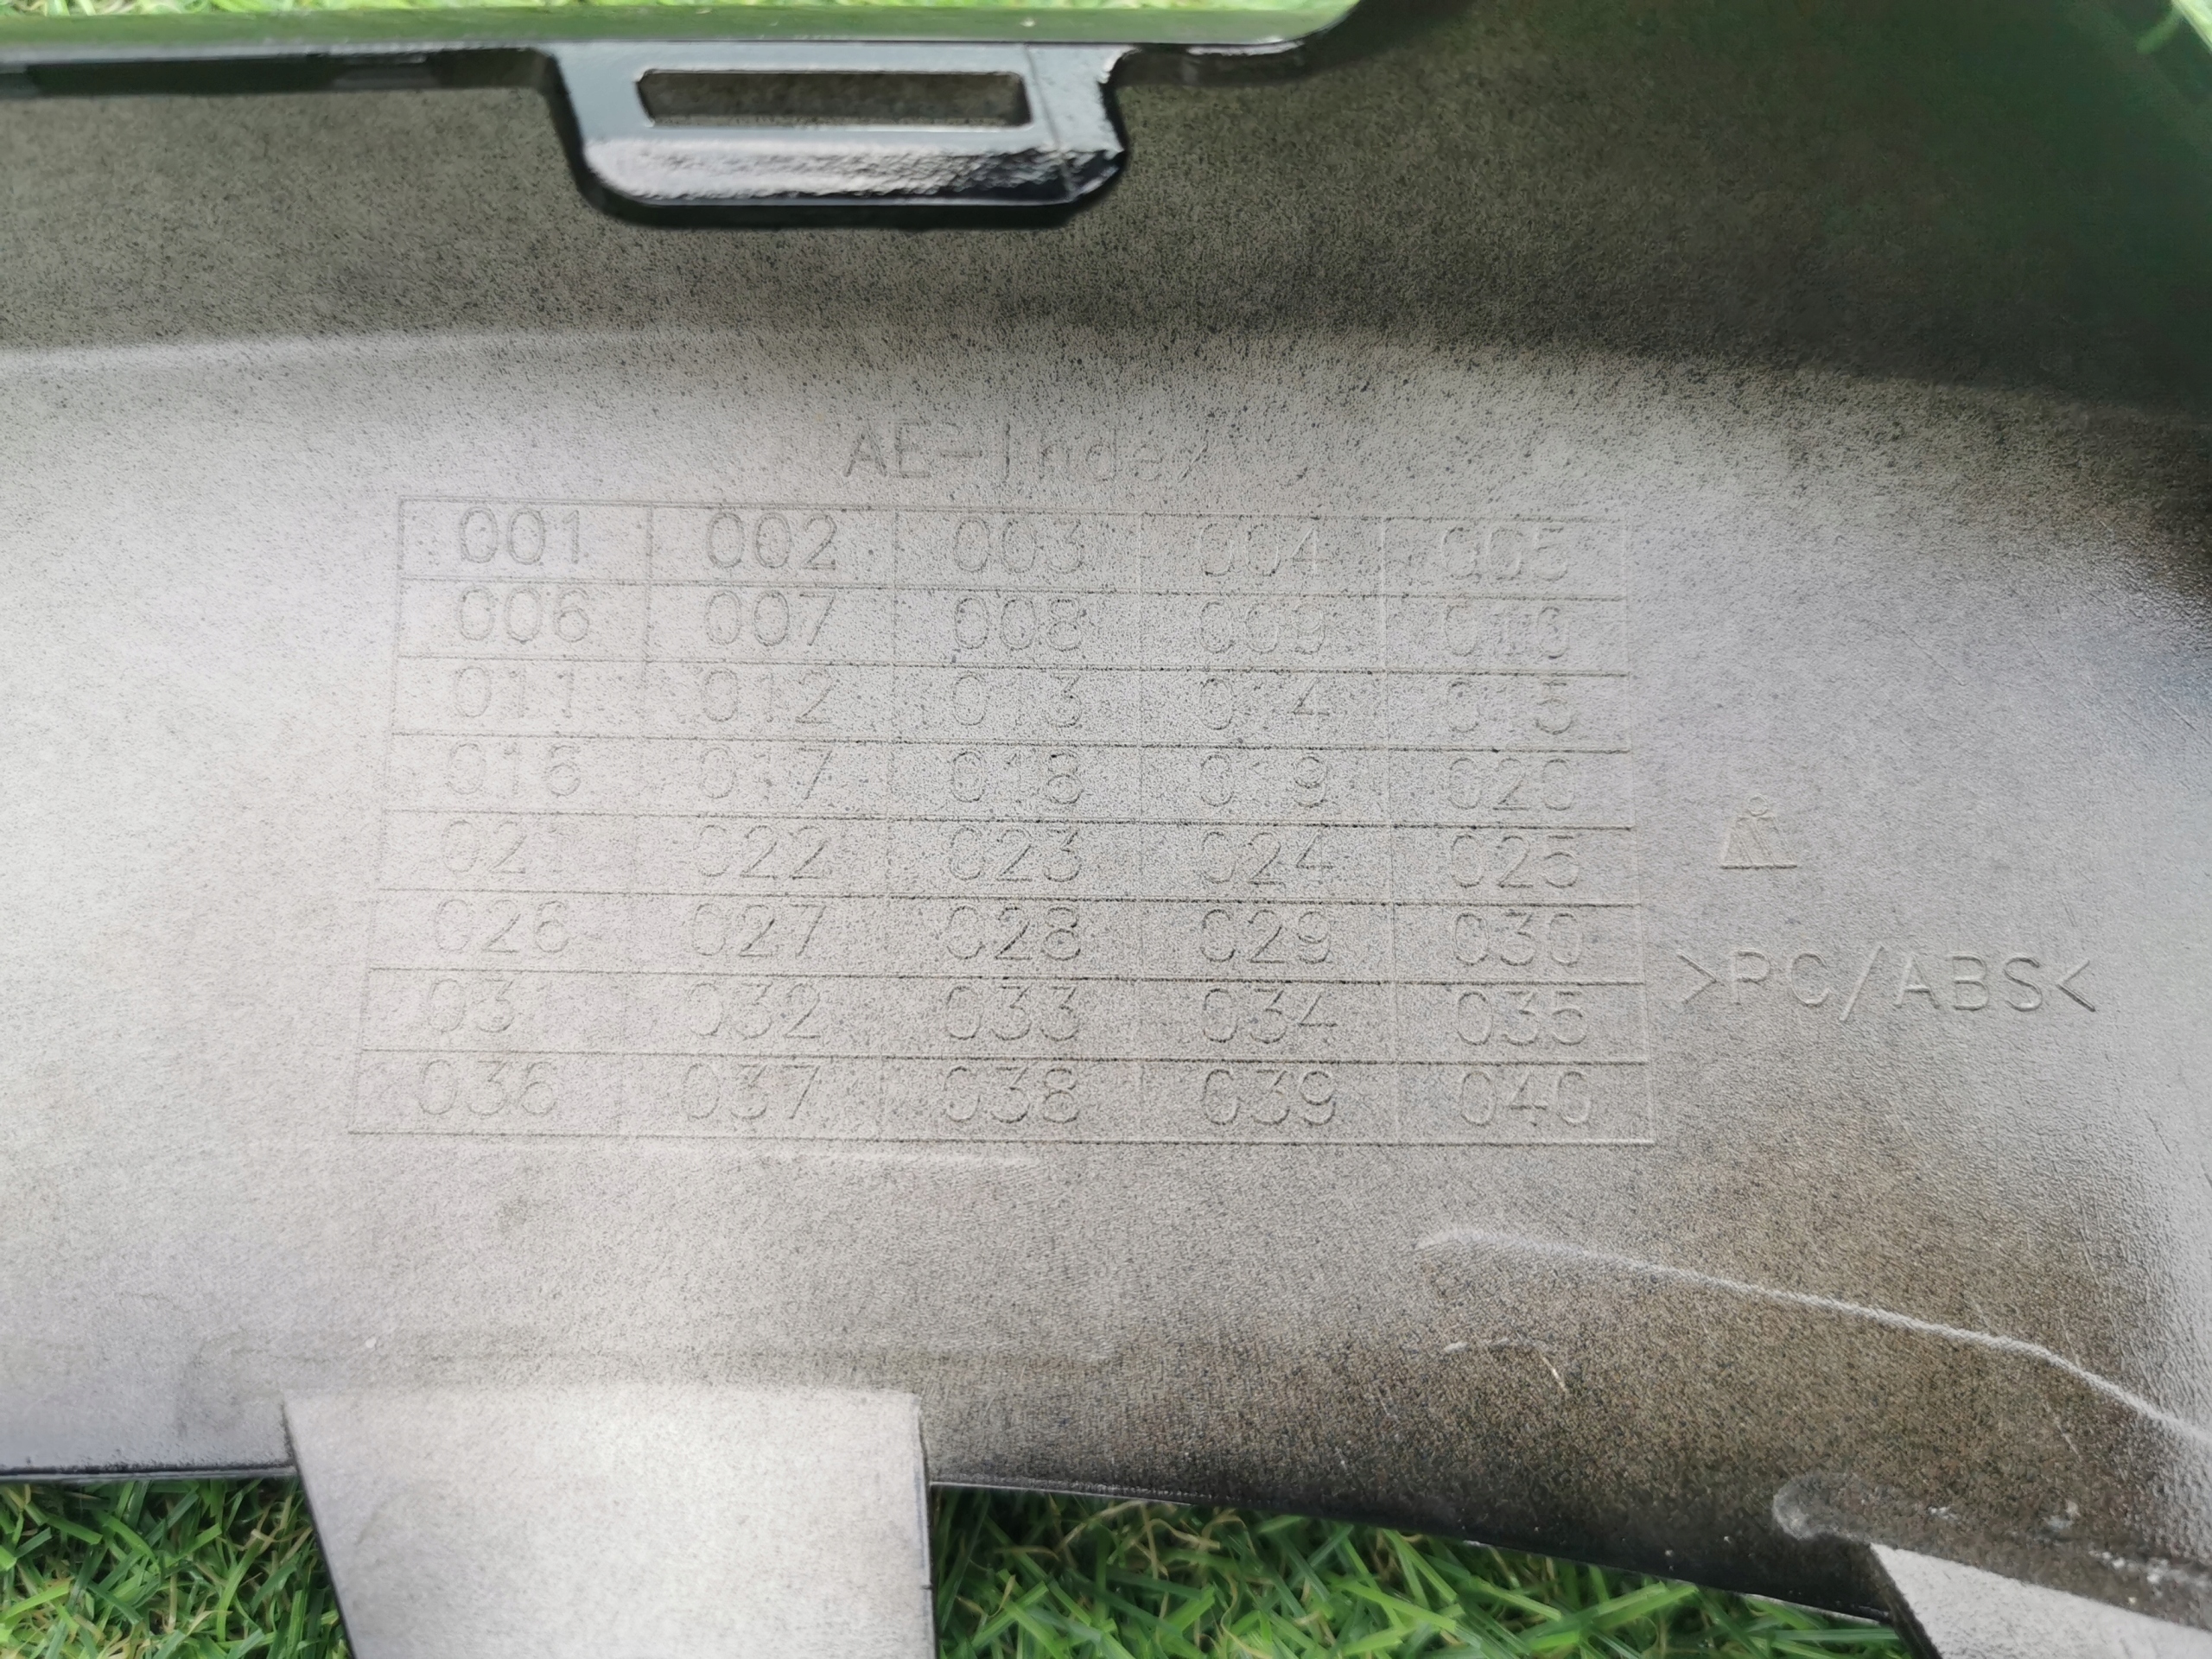 AE-Index
001 002 003 004 005
006 007 008 009 010
011 012 013 014 015
016 017 018 019 020
021 022 023 024 025
026 027 028 029 030
031 032 033 034 035
036 037 038 039 040
>PC/ABS<